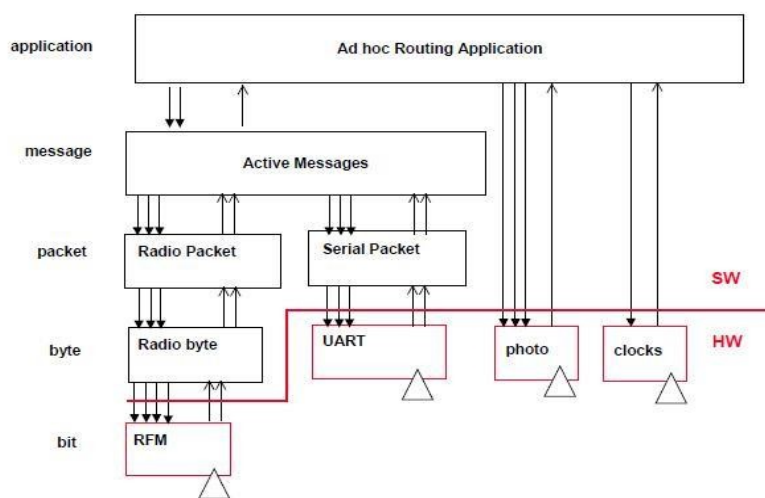 application
Ad hoc Routing Application
message
Active Messages
packet
Radio Packet
Serial Packet
SW
byte
Radio byte
UART
photo
clocks
HW
bit
RFM